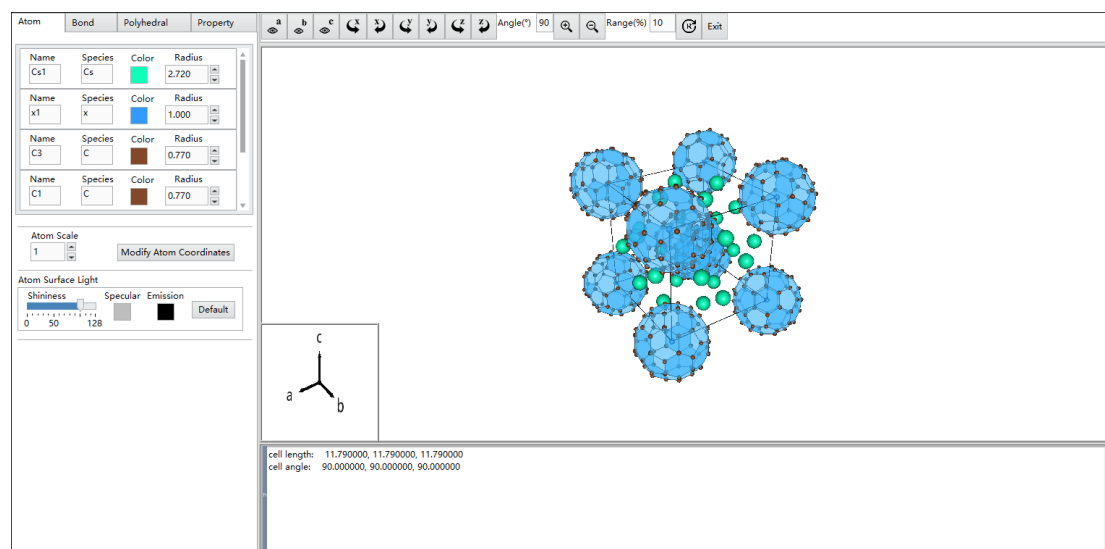 Atom Bond Polyhedral Property
a b c x x y y z z Angle(°) 90 Range(%) 10 R Exit
Name Species Color Radius
Cs1 Cs 2.720
Name Species Color Radius
x1 x 1.000
Name Species Color Radius
C3 C 0.770
Name Species Color Radius
C1 C 0.770
Atom Scale
1 Modify Atom Coordinates
Atom Surface Light
Shininess Specular Emission
Default
0 50 128
c
a
b
cell length: 11.790000, 11.790000, 11.790000
cell angle: 90.000000, 90.000000, 90.000000